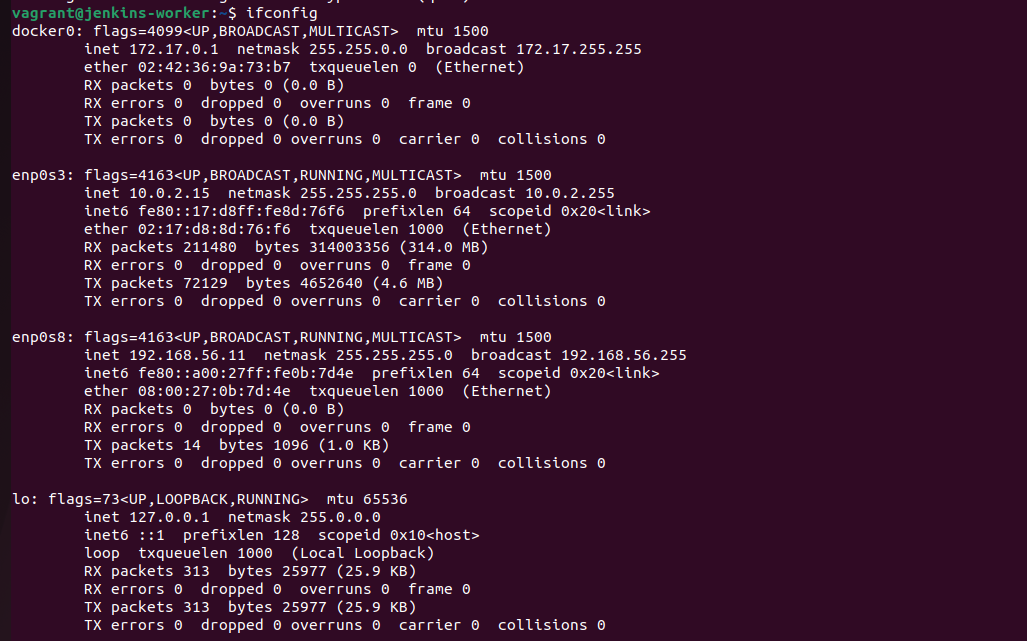 vagrant@jenkins-worker:~$ ifconfig
docker0: flags=4099<UP,BROADCAST,MULTICAST>  mtu 1500
        inet 172.17.0.1  netmask 255.255.0.0  broadcast 172.17.255.255
        ether 02:42:36:9a:73:b7  txqueuelen 0  (Ethernet)
        RX packets 0  bytes 0 (0.0 B)
        RX errors 0  dropped 0  overruns 0  frame 0
        TX packets 0  bytes 0 (0.0 B)
        TX errors 0  dropped 0 overruns 0  carrier 0  collisions 0

enp0s3: flags=4163<UP,BROADCAST,RUNNING,MULTICAST>  mtu 1500
        inet 10.0.2.15  netmask 255.255.255.0  broadcast 10.0.2.255
        inet6 fe80::17:d8ff:fe8d:76f6  prefixlen 64  scopeid 0x20<link>
        ether 02:17:d8:8d:76:f6  txqueuelen 1000  (Ethernet)
        RX packets 211480  bytes 314003356 (314.0 MB)
        RX errors 0  dropped 0  overruns 0  frame 0
        TX packets 72129  bytes 4652640 (4.6 MB)
        TX errors 0  dropped 0 overruns 0  carrier 0  collisions 0

enp0s8: flags=4163<UP,BROADCAST,RUNNING,MULTICAST>  mtu 1500
        inet 192.168.56.11  netmask 255.255.255.0  broadcast 192.168.56.255
        inet6 fe80::a00:27ff:fe0b:7d4e  prefixlen 64  scopeid 0x20<link>
        ether 08:00:27:0b:7d:4e  txqueuelen 1000  (Ethernet)
        RX packets 0  bytes 0 (0.0 B)
        RX errors 0  dropped 0  overruns 0  frame 0
        TX packets 14  bytes 1096 (1.0 KB)
        TX errors 0  dropped 0 overruns 0  carrier 0  collisions 0

lo: flags=73<UP,LOOPBACK,RUNNING>  mtu 65536
        inet 127.0.0.1  netmask 255.0.0.0
        inet6 ::1  prefixlen 128  scopeid 0x10<host>
        loop  txqueuelen 1000  (Local Loopback)
        RX packets 313  bytes 25977 (25.9 KB)
        RX errors 0  dropped 0  overruns 0  frame 0
        TX packets 313  bytes 25977 (25.9 KB)
        TX errors 0  dropped 0 overruns 0  carrier 0  collisions 0